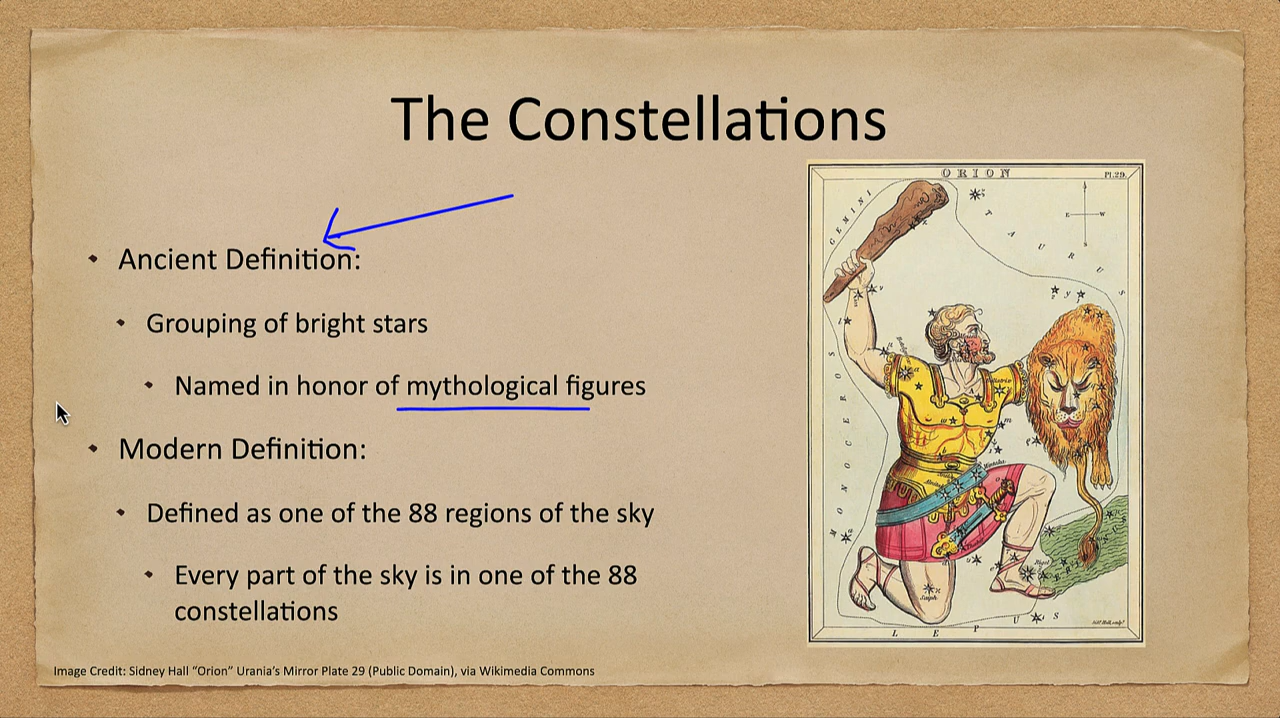 The Constellations
Ancient Definition:
Grouping of bright stars
Named in honor of mythological figures
Modern Definition:
Defined as one of the 88 regions of the sky
Every part of the sky is in one of the 88
constellations
ORION
Pl.29.
GEMINI
TAURUS
MONOCEROS
E W
Rigel
Saiph
LEPUS
Image Credit: Sidney Hall “Orion” Urania’s Mirror Plate 29 (Public Domain), via Wikimedia Commons